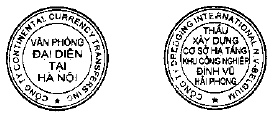 CÔNG TY CONTINENTAL CURRENCY TRANSFERS INC
VĂN PHÒNG
ĐẠI DIỆN
TẠI
HÀ NỘI
CÔNG TY DREDGING INTERNATIONAL N.V-BELGIUM
THẦU
XÂY DỰNG
CƠ SỞ HẠ TẦNG
KHU CÔNG NGHIỆP
ĐÌNH VŨ
HẢI PHÒNG